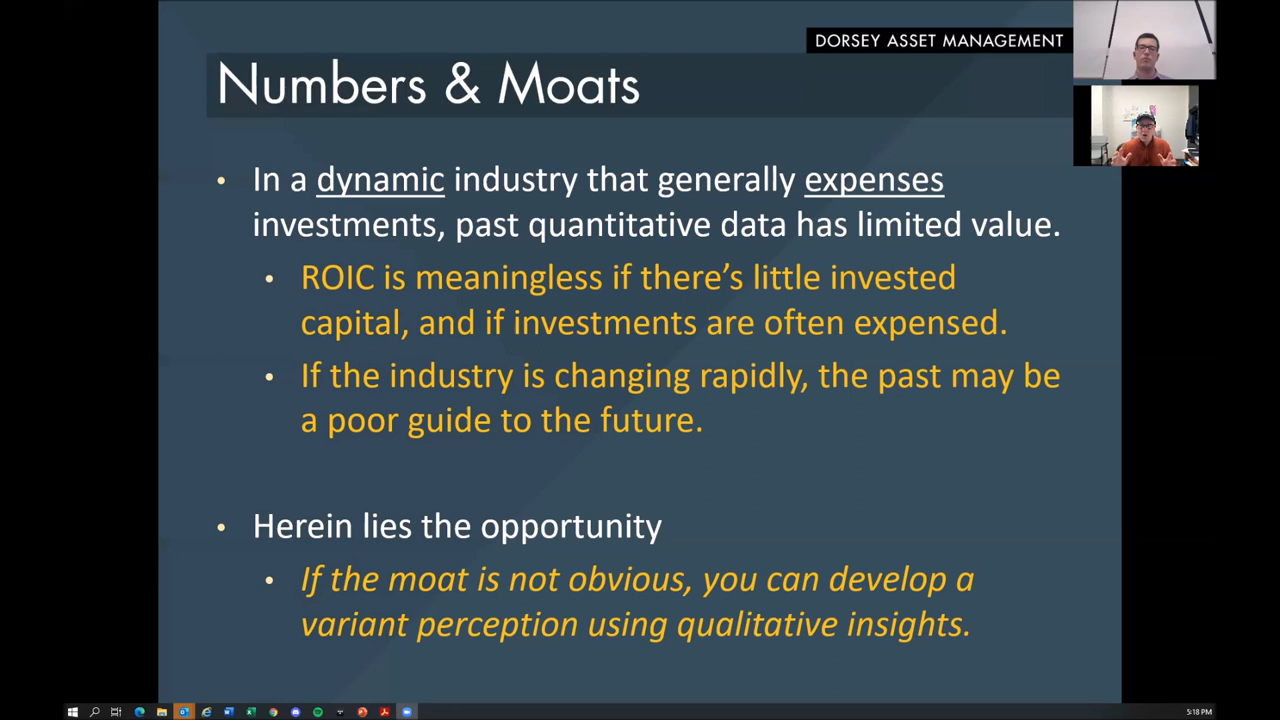 DORSEY ASSET MANAGEMENT
Numbers & Moats
• In a dynamic industry that generally expenses
investments, past quantitative data has limited value.
• ROIC is meaningless if there’s little invested
capital, and if investments are often expensed.
• If the industry is changing rapidly, the past may be
a poor guide to the future.
• Herein lies the opportunity
• If the moat is not obvious, you can develop a
variant perception using qualitative insights.
5:18 PM